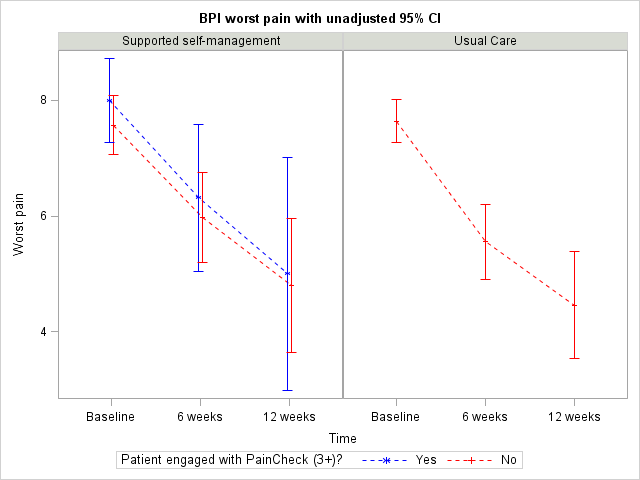 BPI worst pain with unadjusted 95% CI
Supported self-management
Usual Care
Worst pain
8
6
4
Baseline 6 weeks 12 weeks
Baseline 6 weeks 12 weeks
Time
Patient engaged with PainCheck (3+)? Yes No